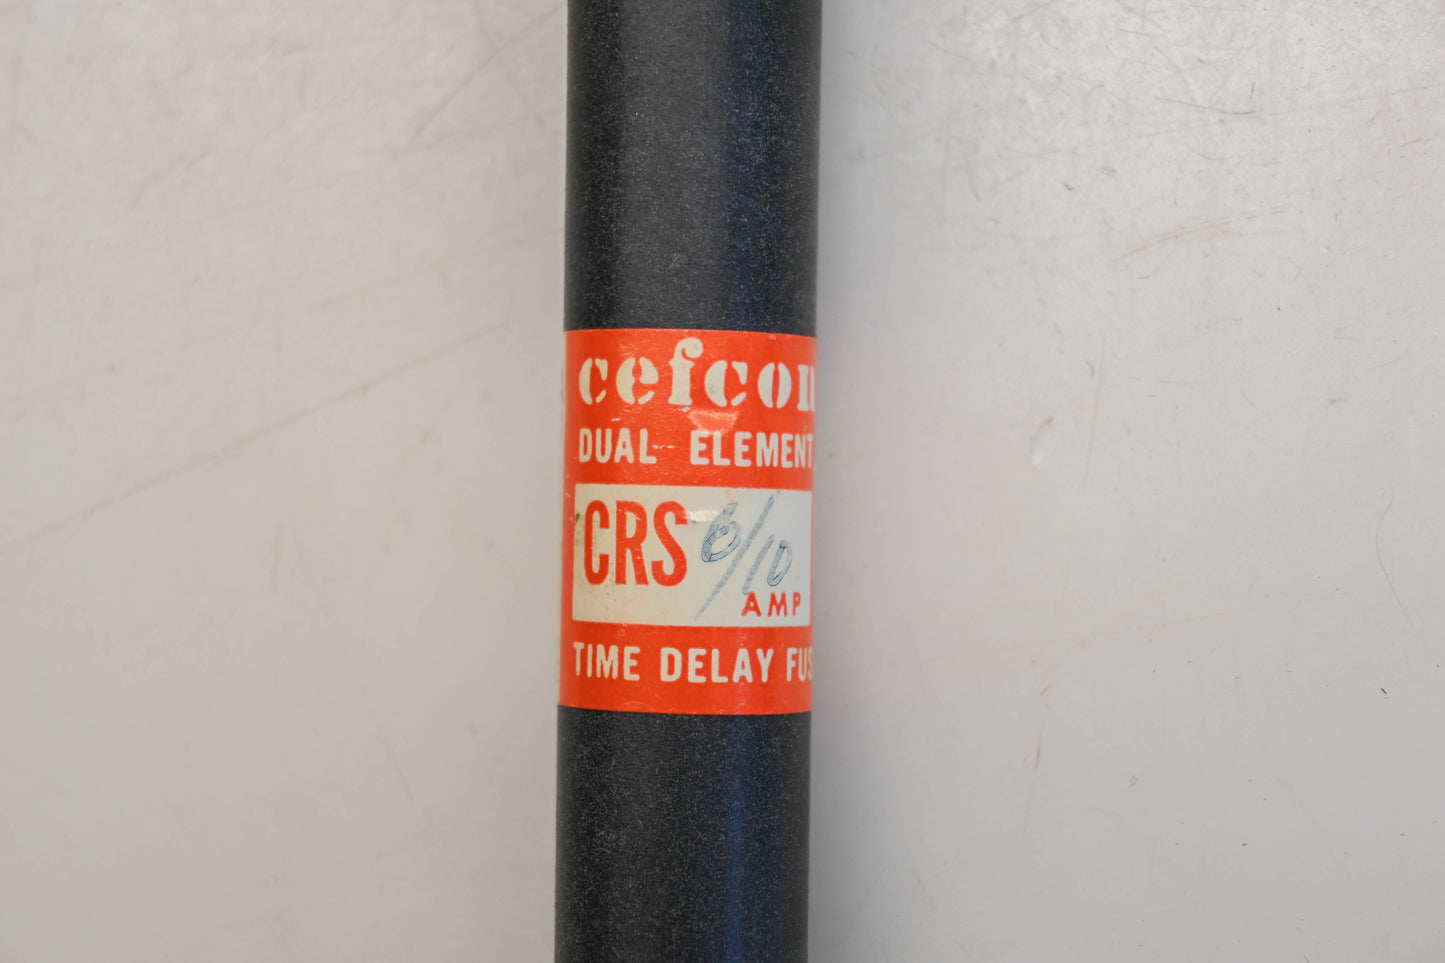 cefcon
DUAL-ELEMENT
CRS 6/10
AMP
TIME DELAY FUS